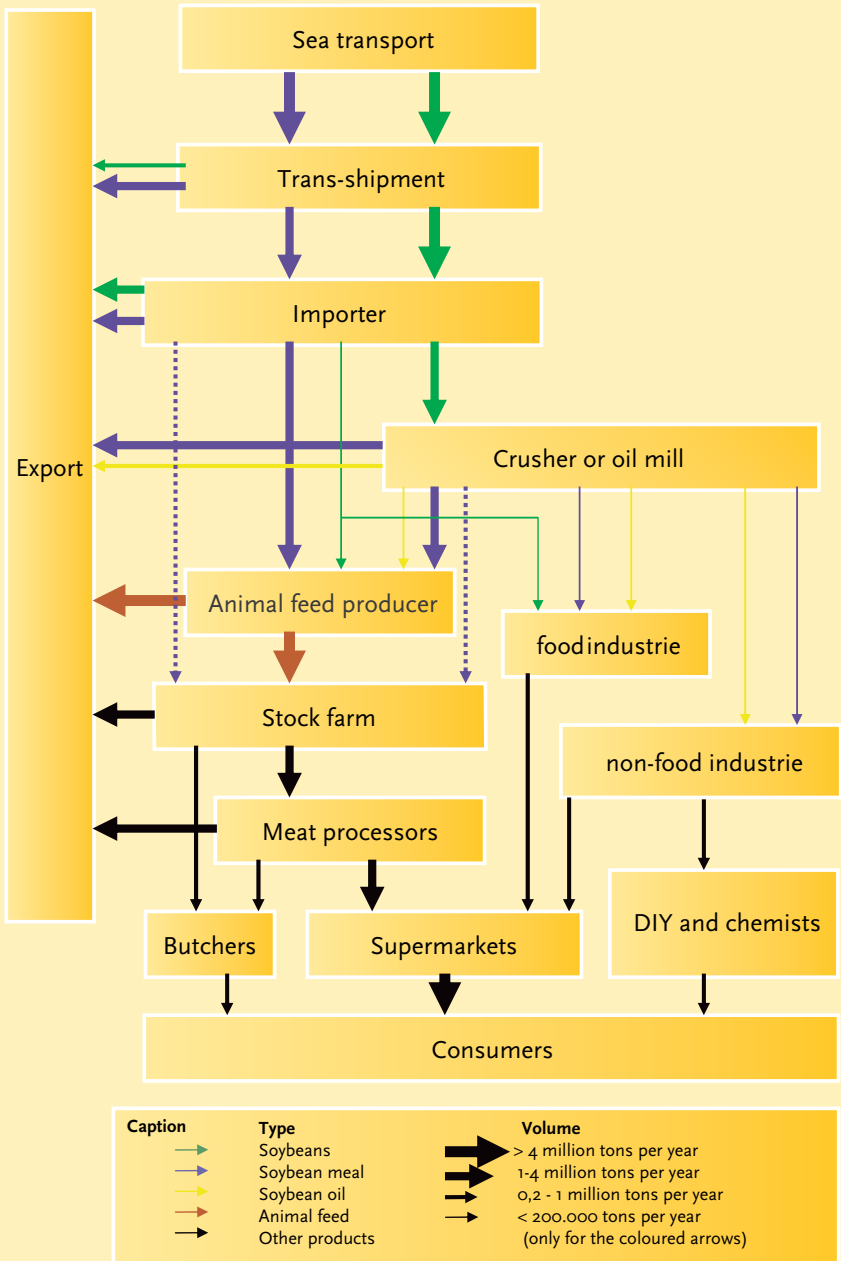 Sea transport
Trans-shipment
Importer
Export
Crusher or oil mill
Animal feed producer
foodindustrie
Stock farm
non-food industrie
Meat processors
Butchers
Supermarkets
DIY and chemists
Consumers
Caption Type Volume
Soybeans > 4 million tons per year
Soybean meal 1-4 million tons per year
Soybean oil 0,2 - 1 million tons per year
Animal feed < 200.000 tons per year
Other products (only for the coloured arrows)